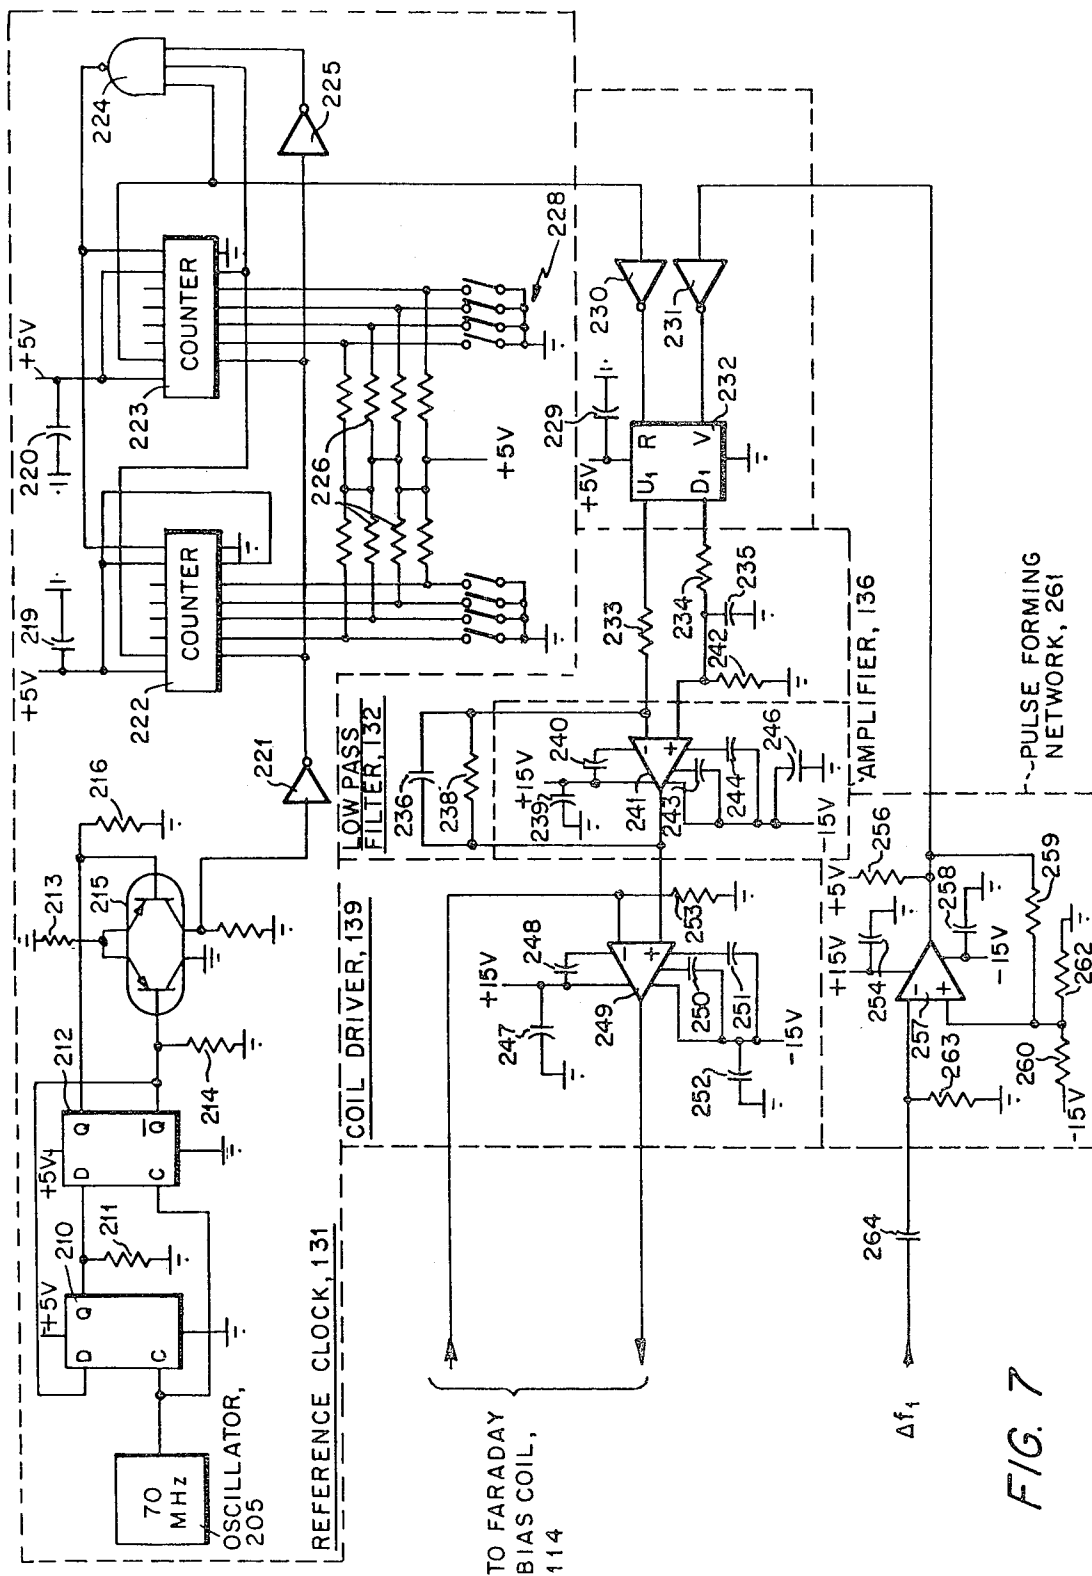 70
MHz
OSCILLATOR,
205
REFERENCE CLOCK, 131
+5V
210
D
Q
C
211
+5V
212
D
Q
C
Q̅
214
213
215
216
221
+5V
219
222
COUNTER
+5V
220
223
COUNTER
224
225
226
+5V
228
LOW PASS
FILTER, 132
COIL DRIVER, 139
TO FARADAY
BIAS COIL,
114
+15V
247
248
249
-
+
250
251
252
-15V
253
236
238
+15V
239
240
241
-
+
243
244
246
-15V
AMPLIFIER, 136
233
234
235
242
+5V
229
U1
R
D1
V
232
230
231
PULSE FORMING
NETWORK, 261
Δf1
264
263
+15V
254
+5V
256
257
-
+
258
-15V
259
260
-15V
262
FIG. 7